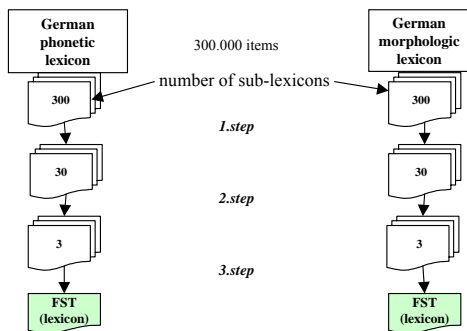 German
phonetic
lexicon
300.000 items
German
morphologic
lexicon
number of sub-lexicons
300
300
1.step
30
30
2.step
3
3
3.step
FST
(lexicon)
FST
(lexicon)